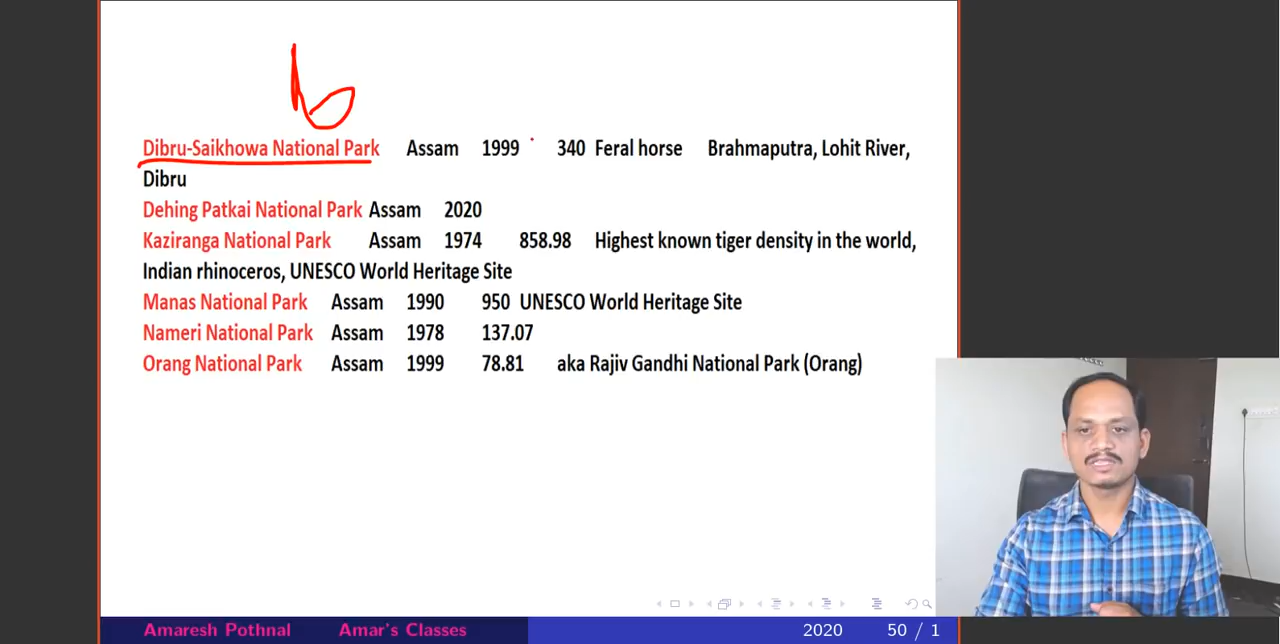 6
Dibru-Saikhowa National Park Assam 1999 340 Feral horse Brahmaputra, Lohit River,
Dibru
Dehing Patkai National Park Assam 2020
Kaziranga National Park Assam 1974 858.98 Highest known tiger density in the world,
Indian rhinoceros, UNESCO World Heritage Site
Manas National Park Assam 1990 950 UNESCO World Heritage Site
Nameri National Park Assam 1978 137.07
Orang National Park Assam 1999 78.81 aka Rajiv Gandhi National Park (Orang)
Amaresh Pothnal Amar's Classes 2020 50 / 1